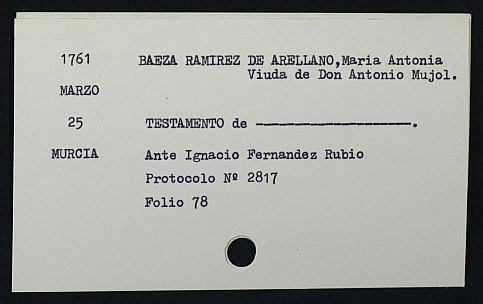 1761 BAEZA RAMIREZ DE ARELLANO,Maria Antonia
Viuda de Don Antonio Mujol.
MARZO
25 TESTAMENTO de --------------------.
MURCIA Ante Ignacio Fernandez Rubio
Protocolo Nº 2817
Folio 78